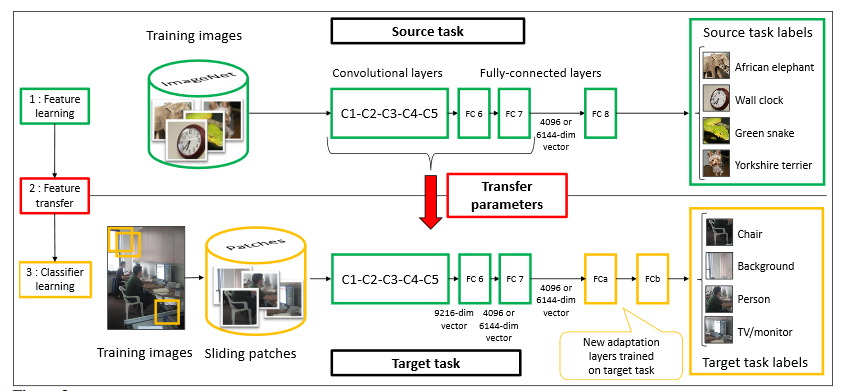 Training images
Source task
Source task labels
ImageNet
Convolutional layers
Fully-connected layers
1 : Feature
learning
C1-C2-C3-C4-C5
FC 6
FC 7
4096 or
6144-dim
vector
FC 8
African elephant
Wall clock
Green snake
Yorkshire terrier
2 : Feature
transfer
Transfer
parameters
3 : Classifier
learning
Patches
C1-C2-C3-C4-C5
FC 6
FC 7
9216-dim
vector
4096 or
6144-dim
vector
4096 or
6144-dim
vector
FCa
FCb
Chair
Background
Person
TV/monitor
Training images
Sliding patches
Target task
New adaptation
layers trained
on target task
Target task labels